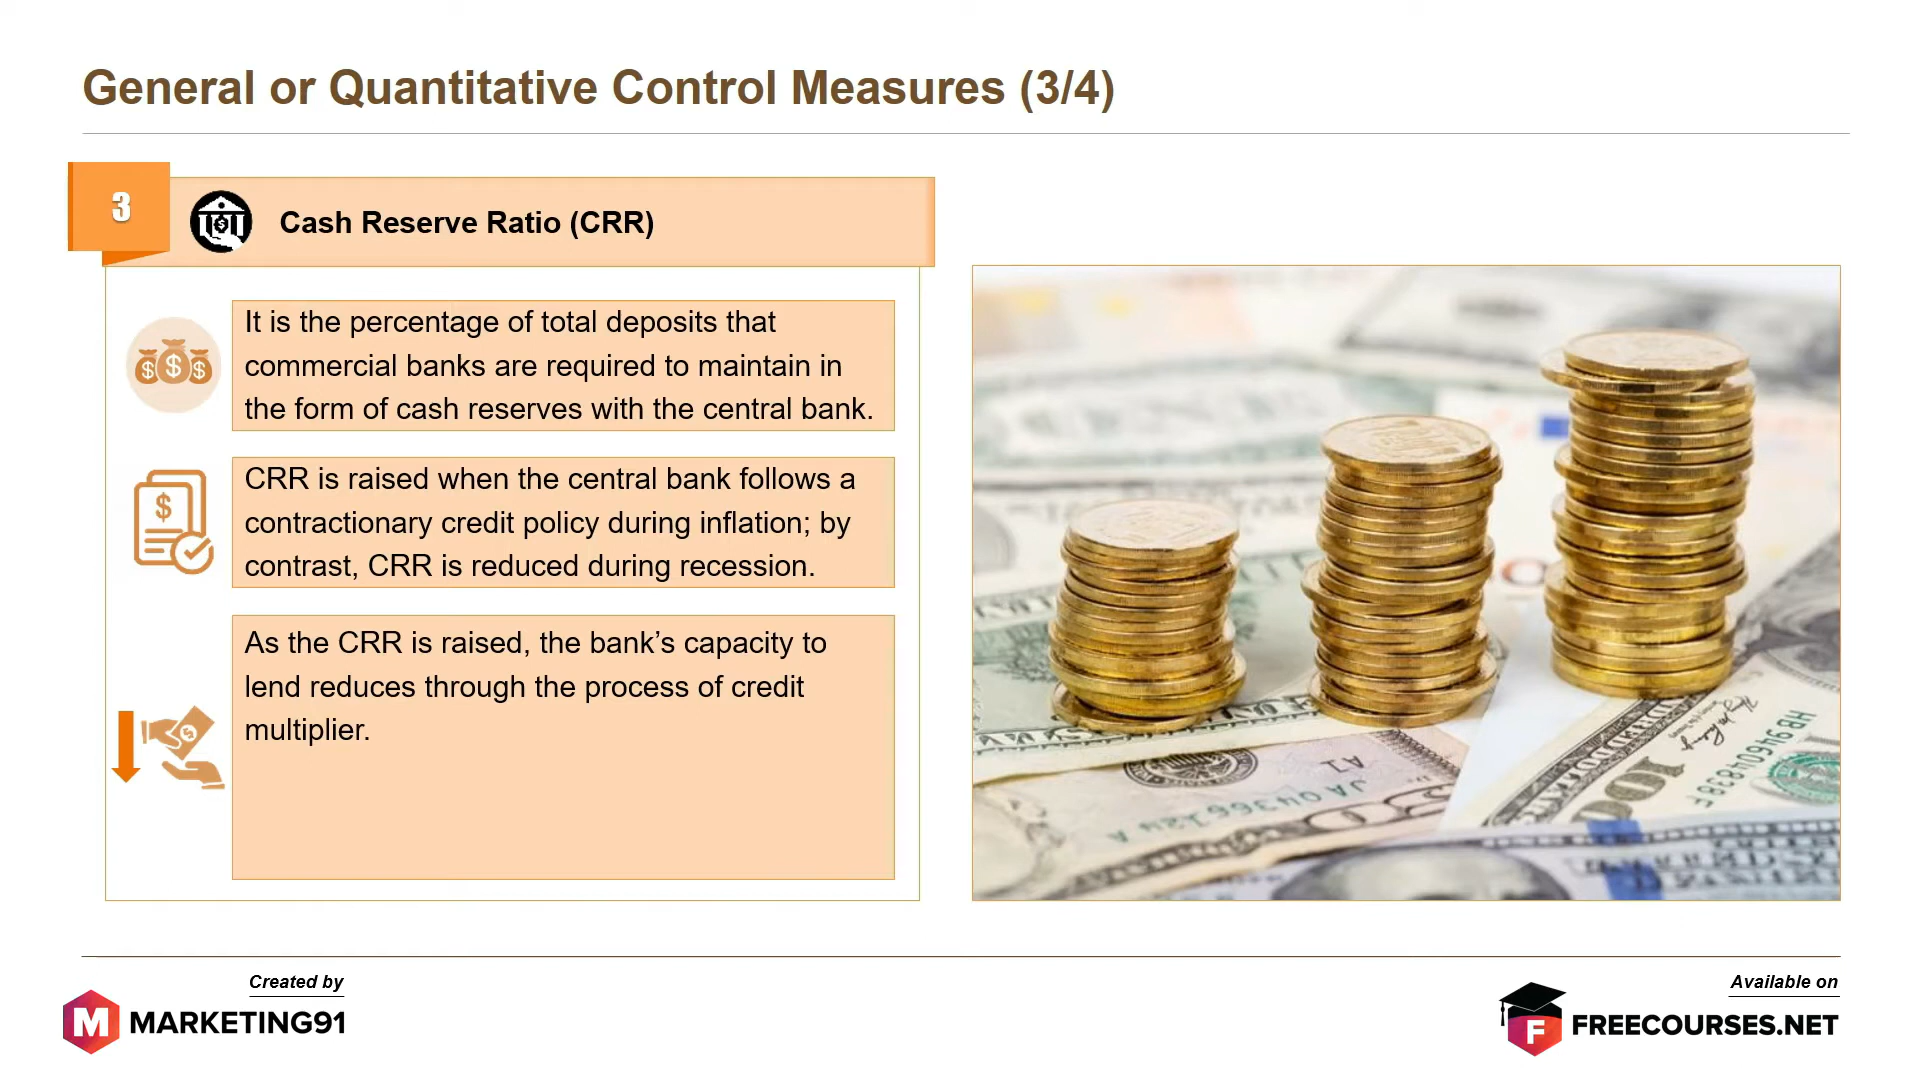 General or Quantitative Control Measures (3/4)
3
Cash Reserve Ratio (CRR)
It is the percentage of total deposits that
commercial banks are required to maintain in
the form of cash reserves with the central bank.
CRR is raised when the central bank follows a
contractionary credit policy during inflation; by
contrast, CRR is reduced during recession.
As the CRR is raised, the bank’s capacity to
lend reduces through the process of credit
multiplier.
Created by
MARKETING91
Available on
FREECOURSES.NET